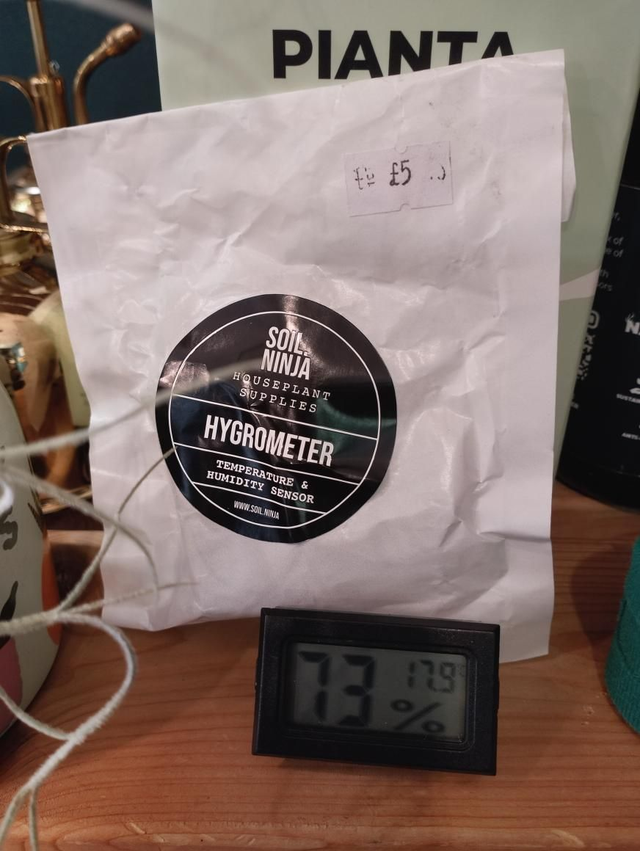 PIANTA
£5
SOIL
NINJA
HOUSEPLANT
SUPPLIES
HYGROMETER
TEMPERATURE &
HUMIDITY SENSOR
WWW.SOIL.NINJA
73 17.9°
%